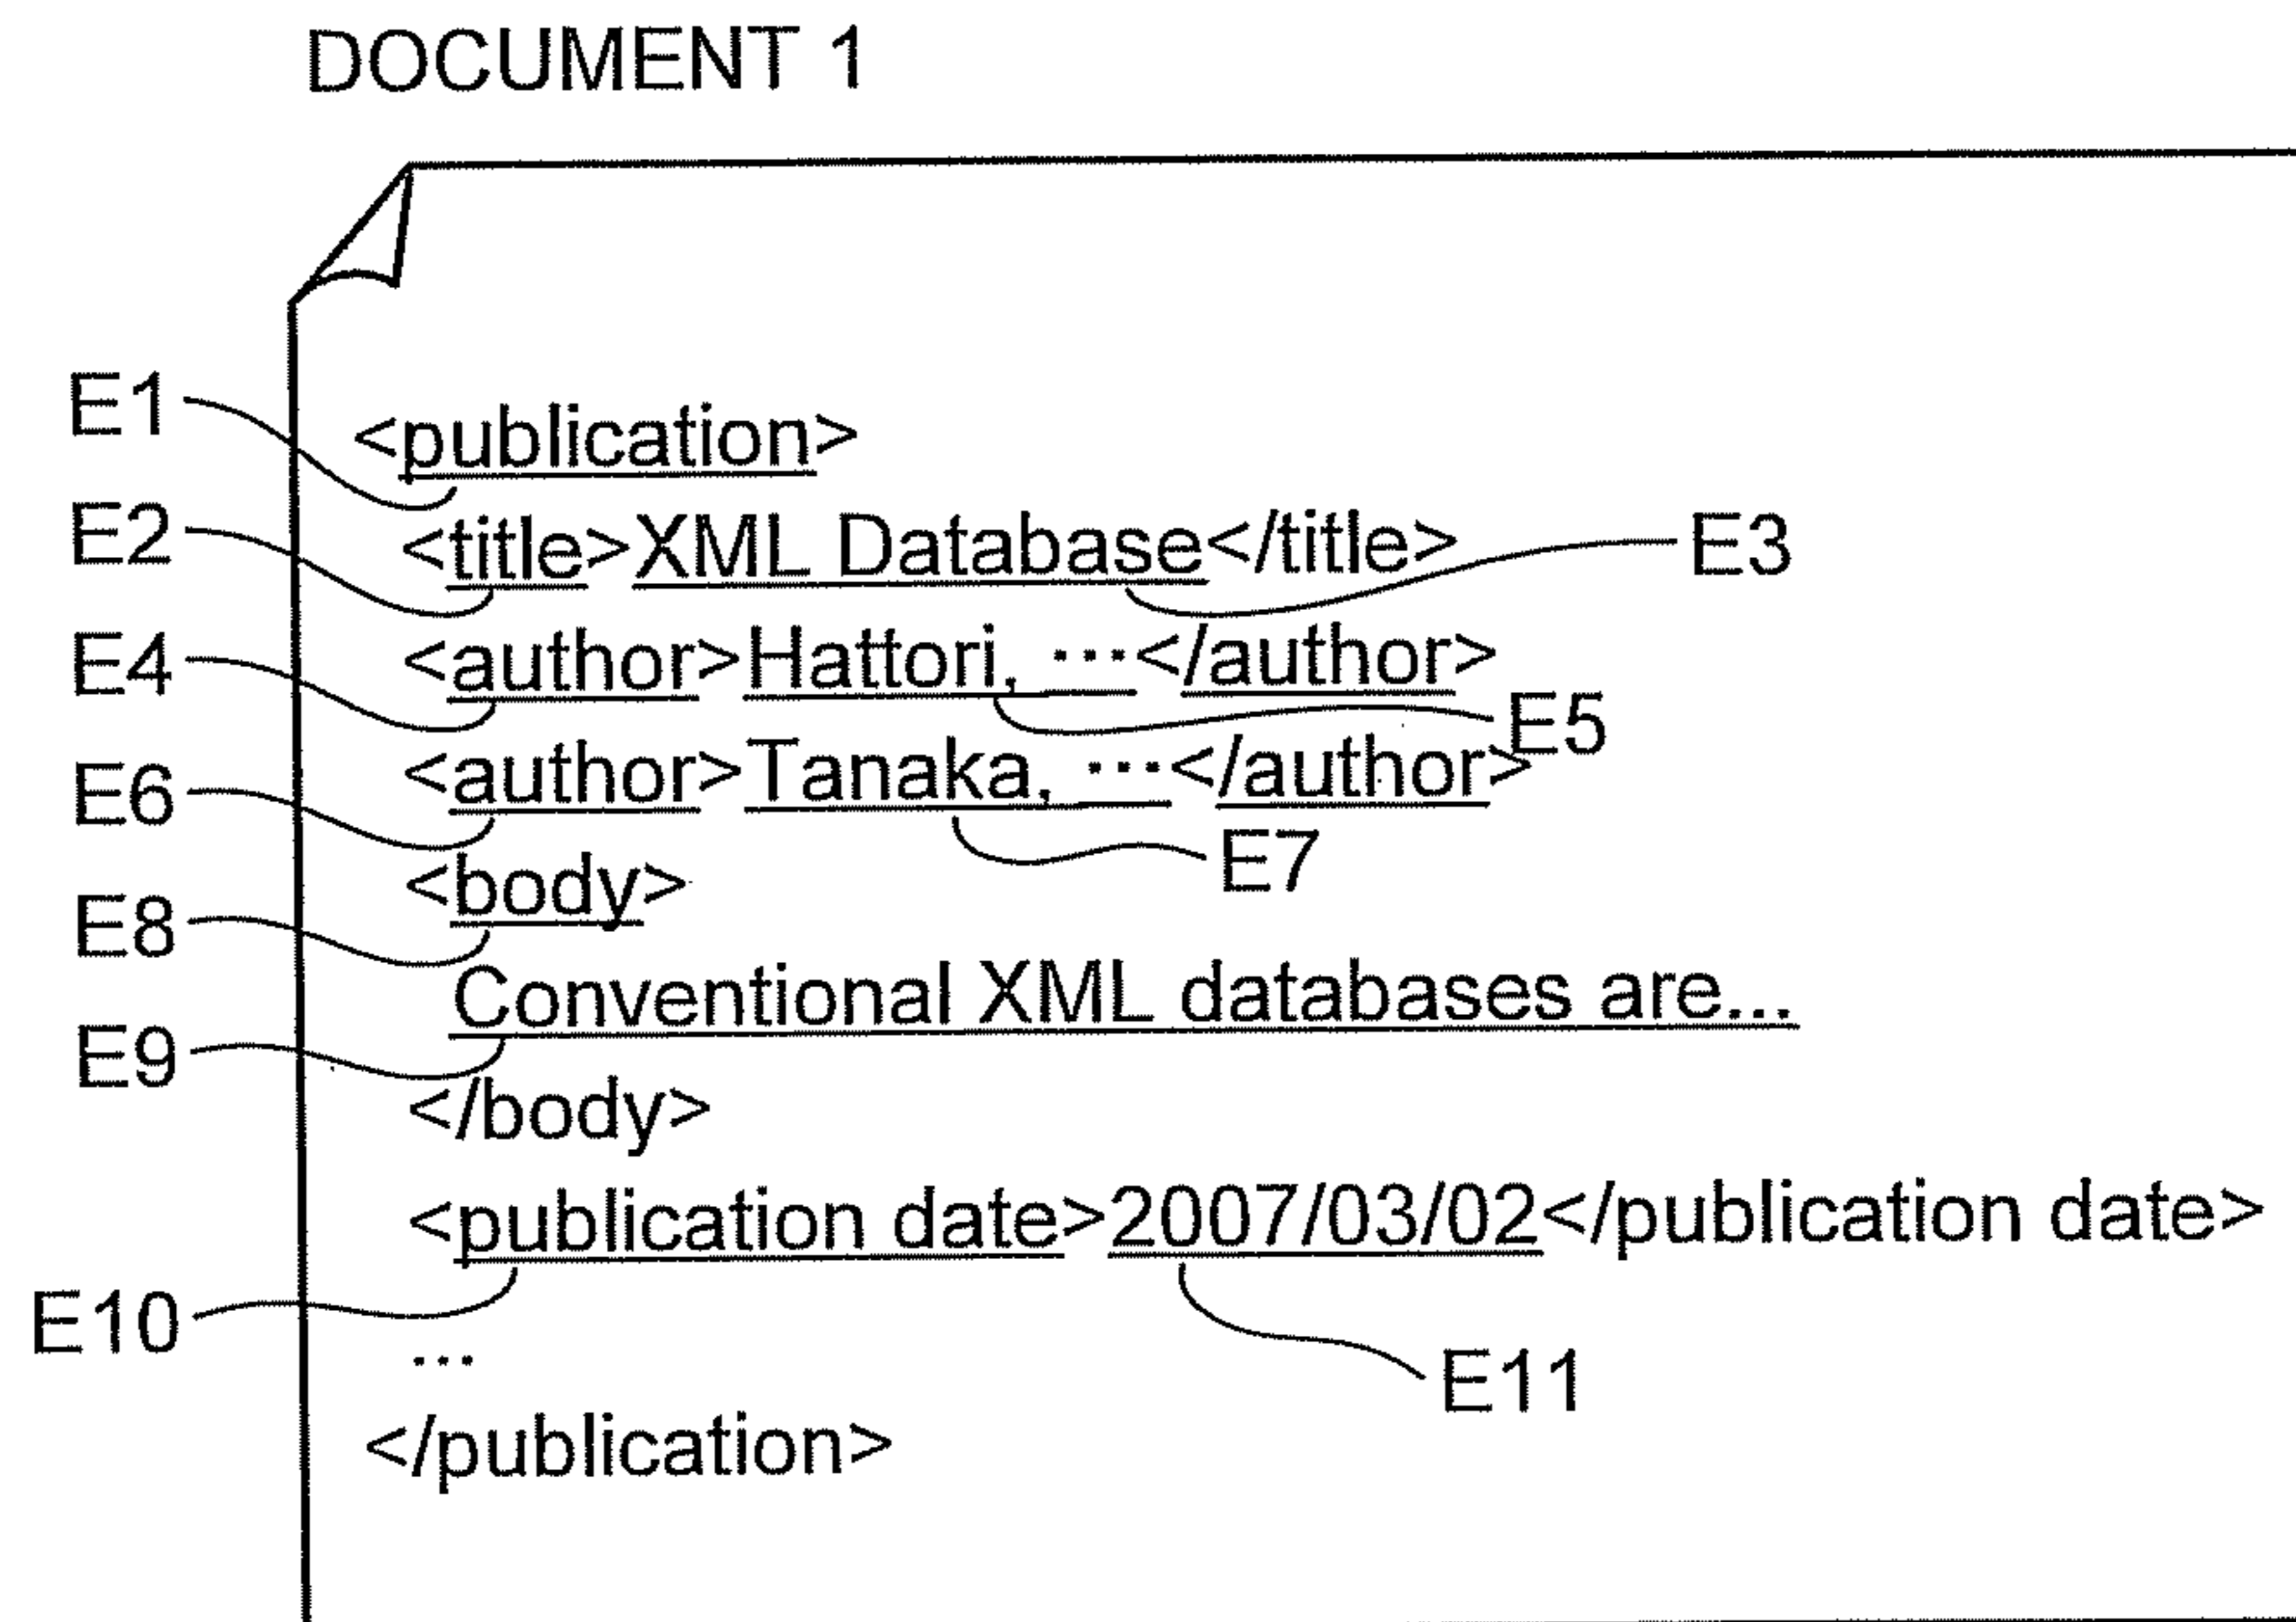 DOCUMENT 1
E1 <publication>
E2 <title>XML Database</title> E3
E4 <author>Hattori, ...</author> E5
E6 <author>Tanaka, ...</author> E7
E8 <body>
E9 Conventional XML databases are...
</body>
E10 <publication date>2007/03/02</publication date> E11
...
</publication>